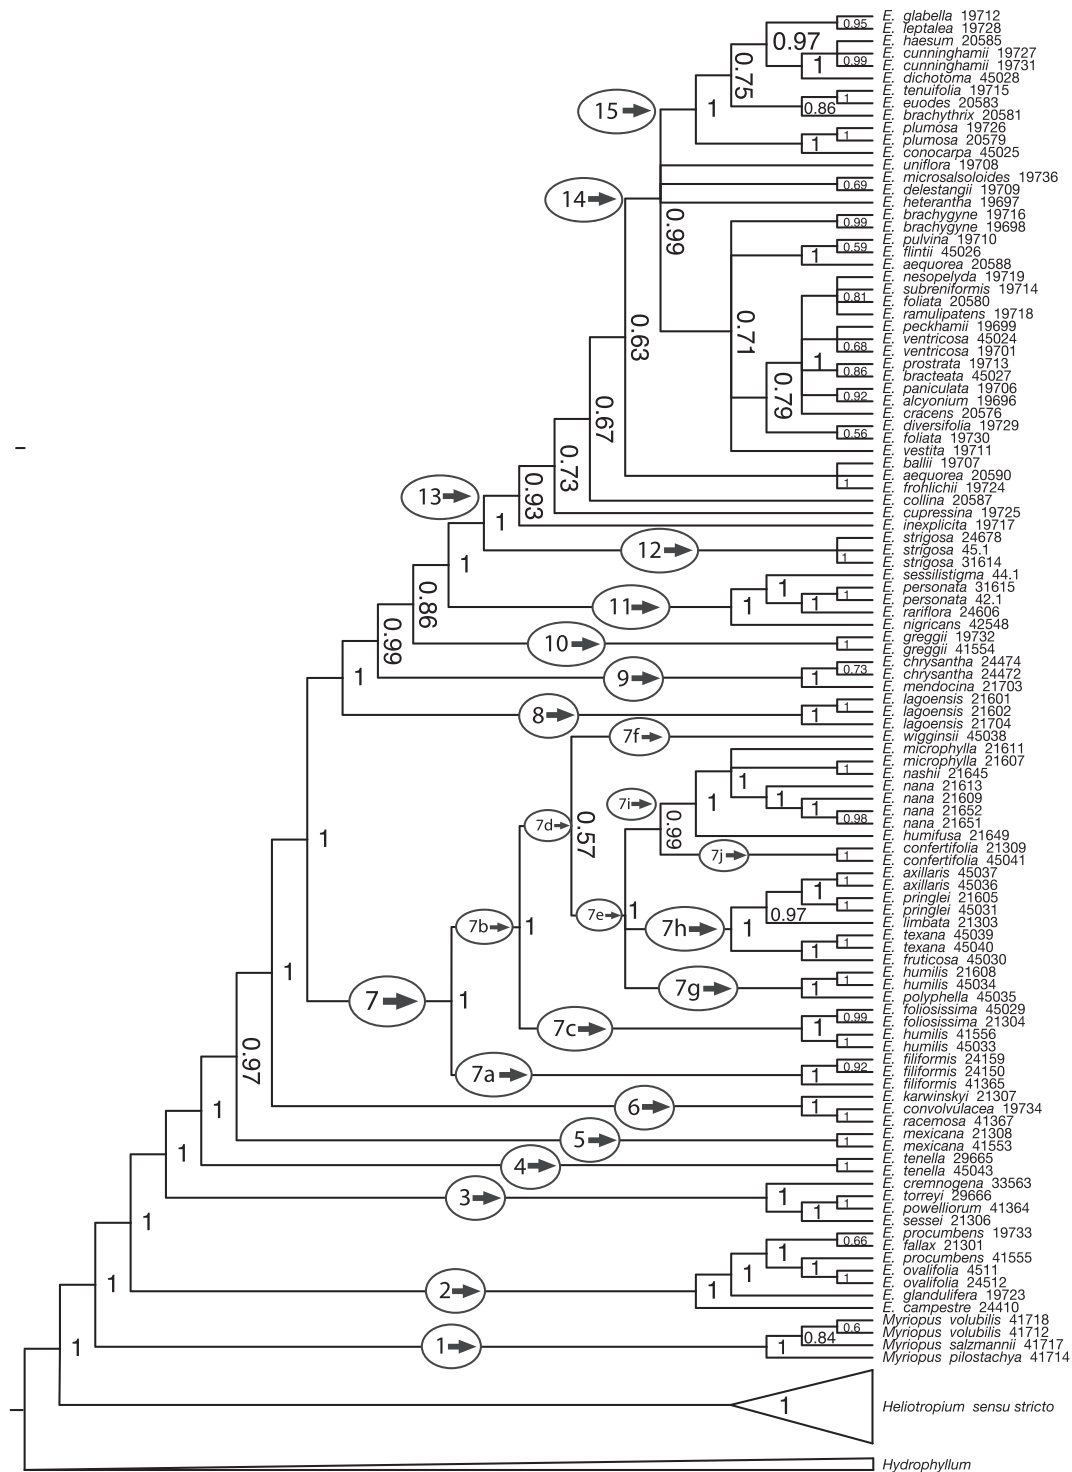 E. glabella 19712
0.95
E. leptalea 19728
E. haesum 20585
0.97
E. cunninghamii 19727
0.99
1
E. cunninghamii 19731
0.75
E. dichotoma 45028
E. tenuifolia 19715
1
E. euodes 20583
15
1
0.86
E. brachythrix 20581
E. plumosa 19726
1
E. plumosa 20579
1
E. conocarpa 45025
E. uniflora 19708
E. microsalsoloides 19736
0.69
E. delestangii 19709
14
E. heterantha 19697
0.99
E. brachygyne 19716
0.99
E. brachygyne 19698
E. pulvina 19710
0.59
E. flintii 45026
1
E. aequorea 20588
E. nesopelyda 19719
E. subreniformis 19714
0.81
E. foliata 20580
E. ramulipatens 19718
0.63
0.71
E. peckhamii 19699
E. ventricosa 45024
0.68
E. ventricosa 19701
1
E. prostrata 19713
0.86
E. bracteata 45027
0.79
E. paniculata 19706
0.92
E. alcyonium 19696
E. cracens 20576
0.67
E. diversifolia 19729
0.56
E. foliata 19730
E. vestita 19711
0.73
E. ballii 19707
E. aequorea 20590
1
E. frohlichii 19724
13
0.93
E. collina 20587
E. cupressina 19725
1
E. inexplicita 19717
E. strigosa 24678
12
E. strigosa 45.1
1
E. strigosa 31614
1
E. sessilistigma 44.1
1
E. personata 31615
1
E. personata 42.1
1
11
1
E. rariflora 24606
0.86
E. nigricans 42548
E. greggii 19732
10
1
E. greggii 41554
0.99
E. chrysantha 24474
0.73
E. chrysantha 24472
1
9
1
E. mendocina 21703
E. lagoensis 21601
1
E. lagoensis 21602
8
1
E. lagoensis 21704
7f
E. wigginsii 45038
E. microphylla 21611
E. microphylla 21607
1
E. nashii 21645
1
E. nana 21613
1
E. nana 21609
7i
1
1
E. nana 21652
0.98
E. nana 21651
7d
0.57
0.99
E. humifusa 21649
1
E. confertifolia 21309
7j
1
E. confertifolia 45041
E. axillaris 45037
1
E. axillaris 45036
1
E. pringlei 21605
1
E. pringlei 45031
7e
1
0.97
E. limbata 21303
7b
1
7h
1
E. texana 45039
1
E. texana 45040
1
E. fruticosa 45030
1
E. humilis 21608
1
E. humilis 45034
7g
1
E. polyphella 45035
7
1
E. foliosissima 45029
0.99
E. foliosissima 21304
7c
1
E. humilis 41556
1
E. humilis 45033
0.97
E. filiformis 24159
0.92
E. filiformis 24150
7a
1
E. filiformis 41365
E. karwinskyi 21307
6
1
E. convolvulacea 19734
1
1
E. racemosa 41367
E. mexicana 21308
5
1
E. mexicana 41553
1
E. tenella 29665
4
1
E. tenella 45043
E. cremnogena 33563
3
1
E. torreyi 29666
1
E. powelliorum 41364
1
1
E. sessei 21306
E. procumbens 19733
0.66
E. fallax 21301
1
E. procumbens 41555
1
E. ovalifolia 4511
1
1
1
E. ovalifolia 24512
1
2
E. glandulifera 19723
E. campestre 24410
Myriopus volubilis 41718
0.6
Myriopus volubilis 41712
0.84
1
1
1
Myriopus salzmannii 41717
Myriopus pilostachya 41714
1
Heliotropium sensu stricto
Hydrophyllum